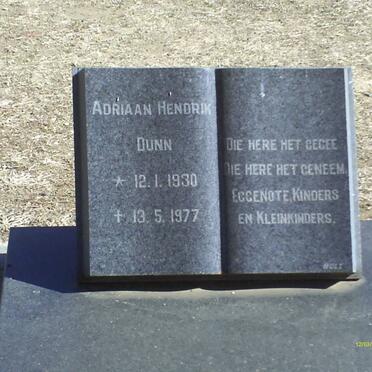 ADRIAAN HENDRIK
DUNN
* 12.1.1930
† 13.5.1977
DIE HERE HET GEGEE
DIE HERE HET GENEEM.
EGGENOTE, KINDERS
EN KLEINKINDERS.